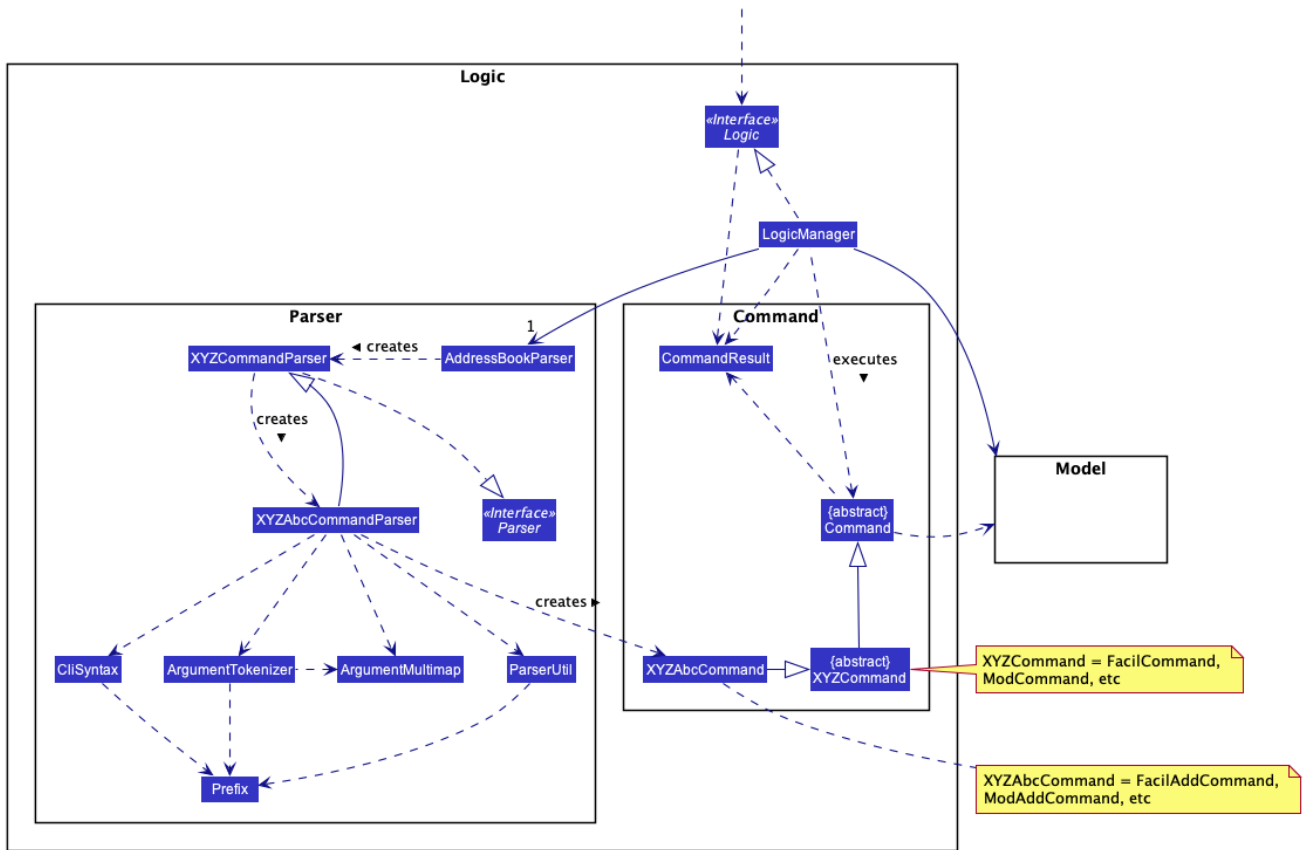 Logic
«Interface»
Logic
LogicManager
Parser
Command
1
XYZCommandParser
◄ creates
AddressBookParser
CommandResult
executes
▼
creates
▼
Model
XYZAbcCommandParser
«Interface»
Parser
{abstract}
Command
creates ►
CliSyntax
ArgumentTokenizer
ArgumentMultimap
ParserUtil
XYZAbcCommand
{abstract}
XYZCommand
XYZCommand = FacilCommand,
ModCommand, etc
Prefix
XYZAbcCommand = FacilAddCommand,
ModAddCommand, etc